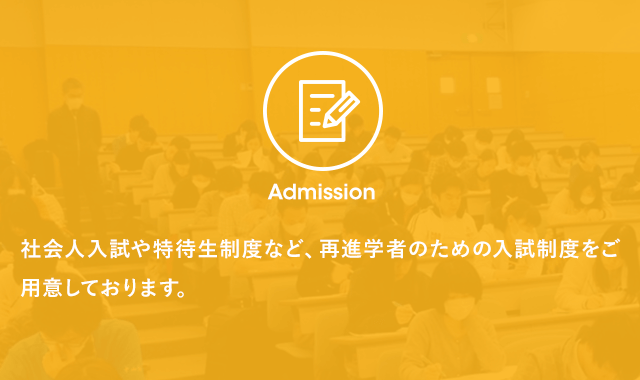 Admission
社会人入試や特待生制度など、再進学者のための入試制度をご
用意しております。